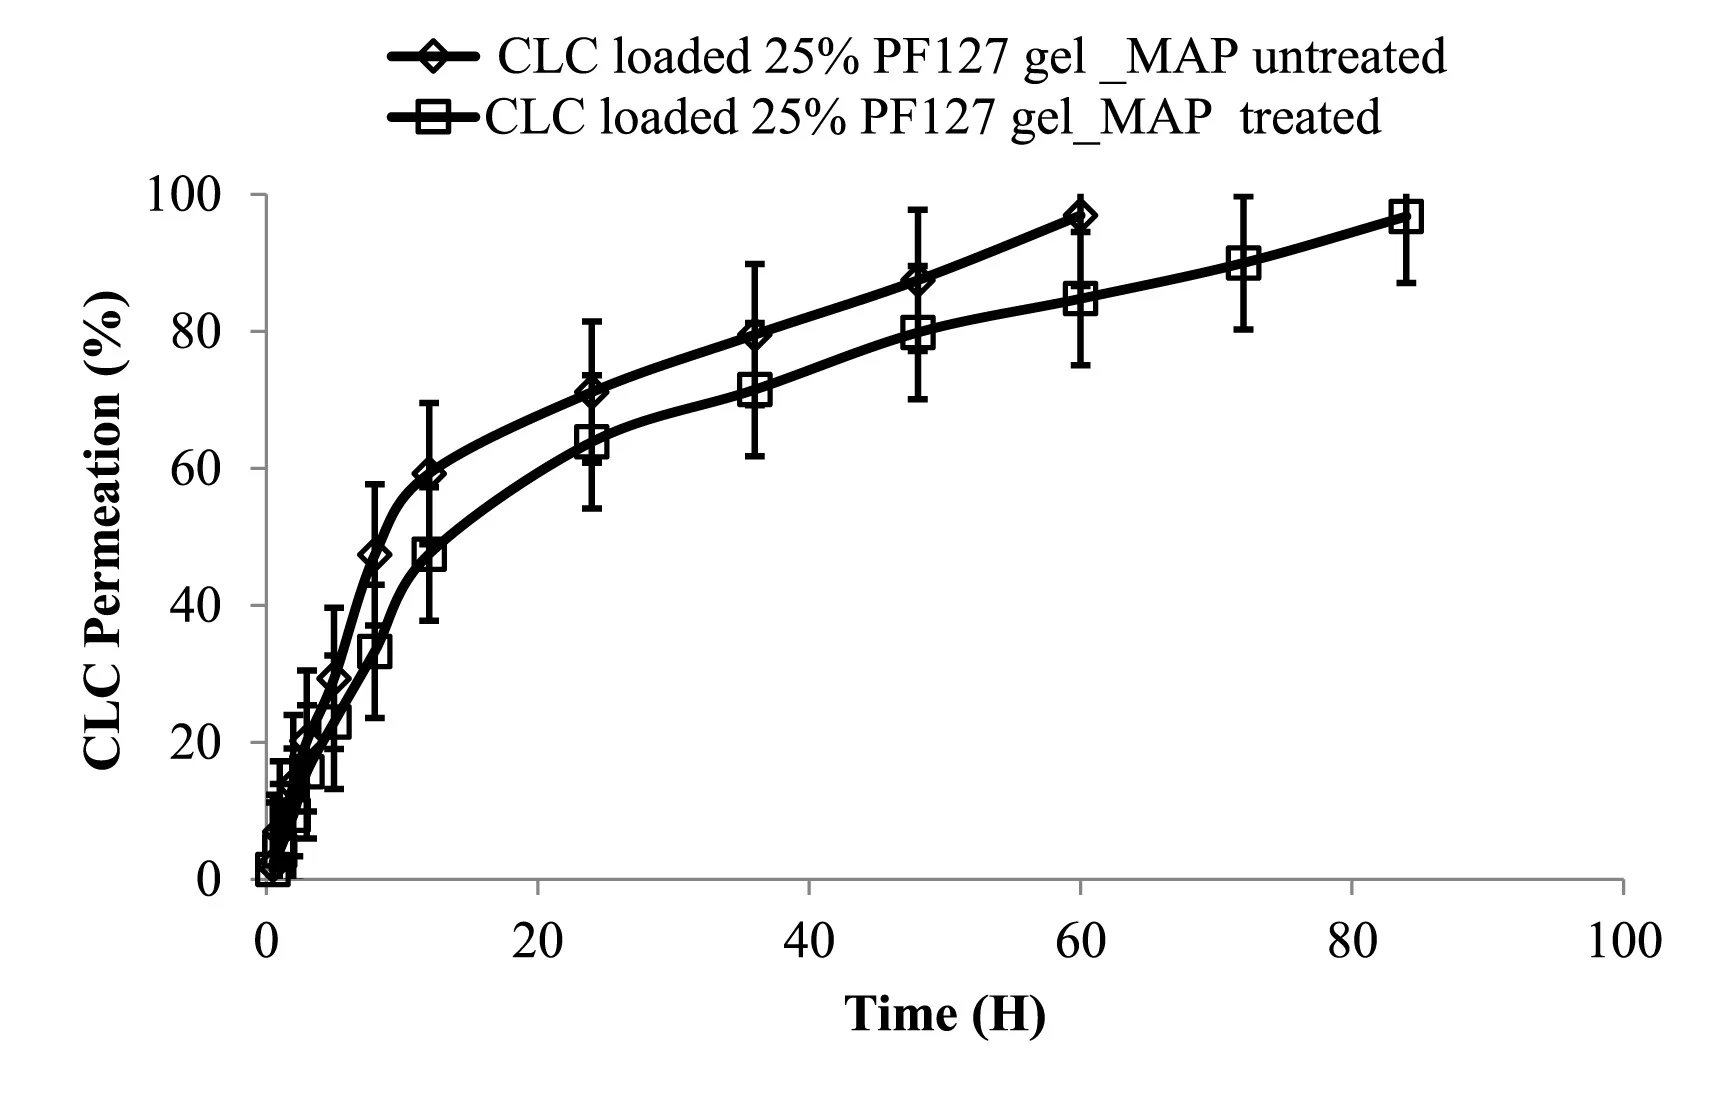 CLC loaded 25% PF127 gel _MAP untreated
CLC loaded 25% PF127 gel_MAP  treated
100
80
60
40
20
0
CLC Permeation (%)
0 20 40 60 80 100
Time (H)